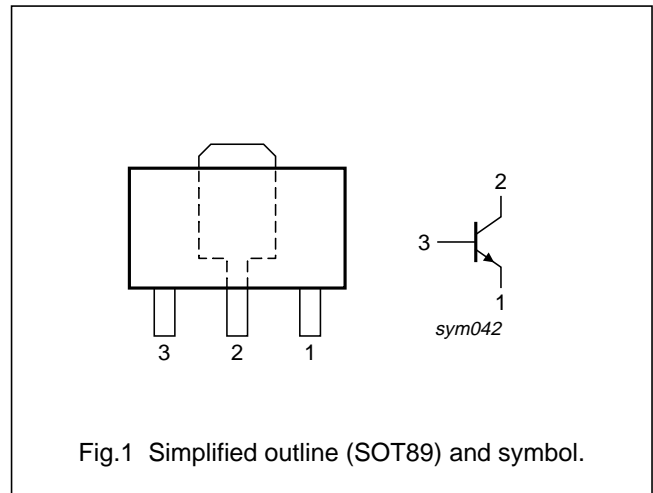 2
3
1
sym042
3 2 1
Fig.1 Simplified outline (SOT89) and symbol.